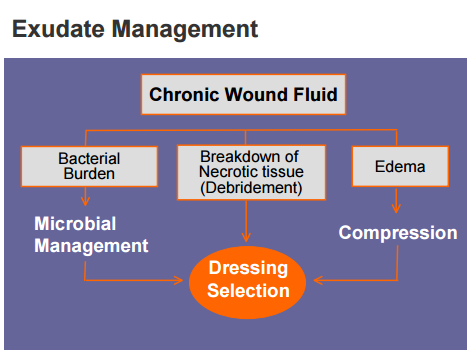 Exudate Management
Chronic Wound Fluid
Bacterial
Burden
Breakdown of
Necrotic tissue
(Debridement)
Edema
Microbial
Management
Compression
Dressing
Selection